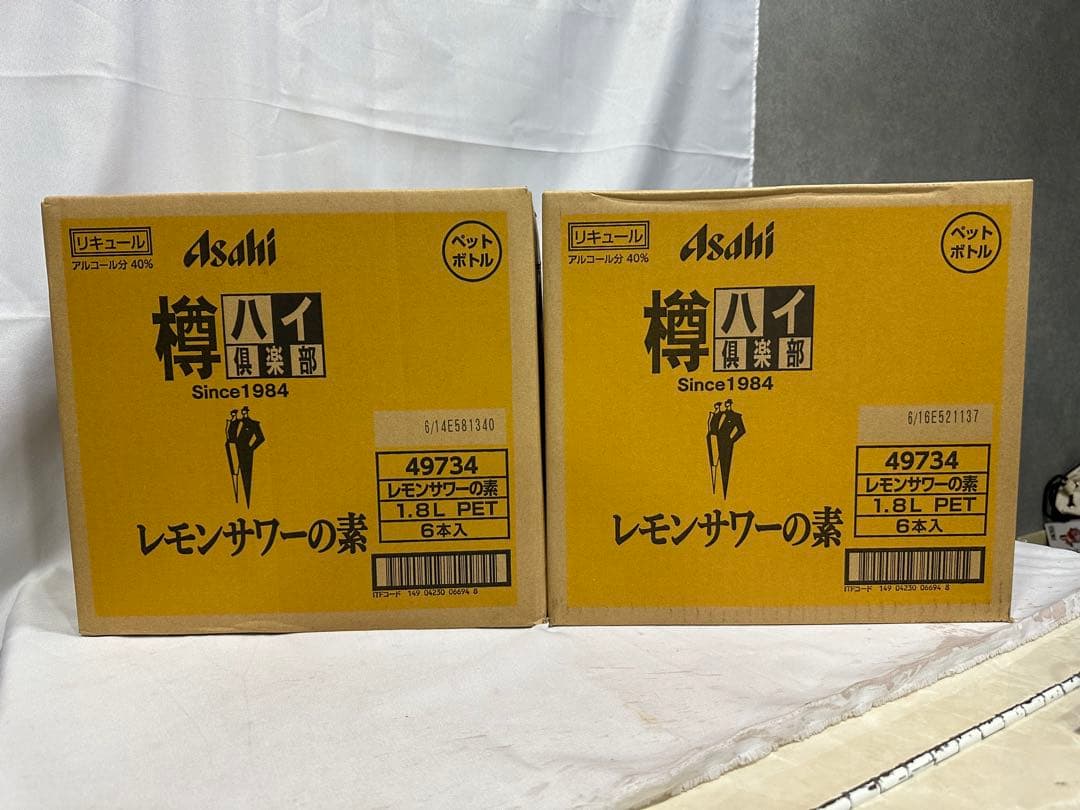 リキュール
アルコール分 40%
Asahi
ペット
ボトル
樽ハイ
倶楽部
Since1984
6/14E581340
49734
レモンサワーの素
1.8L PET
6本入
レモンサワーの素
ITFコード 149 04230 06694 8
リキュール
アルコール分 40%
Asahi
ペット
ボトル
樽ハイ
倶楽部
Since1984
6/16E521137
49734
レモンサワーの素
1.8L PET
6本入
レモンサワーの素
ITFコード 149 04230 06694 8